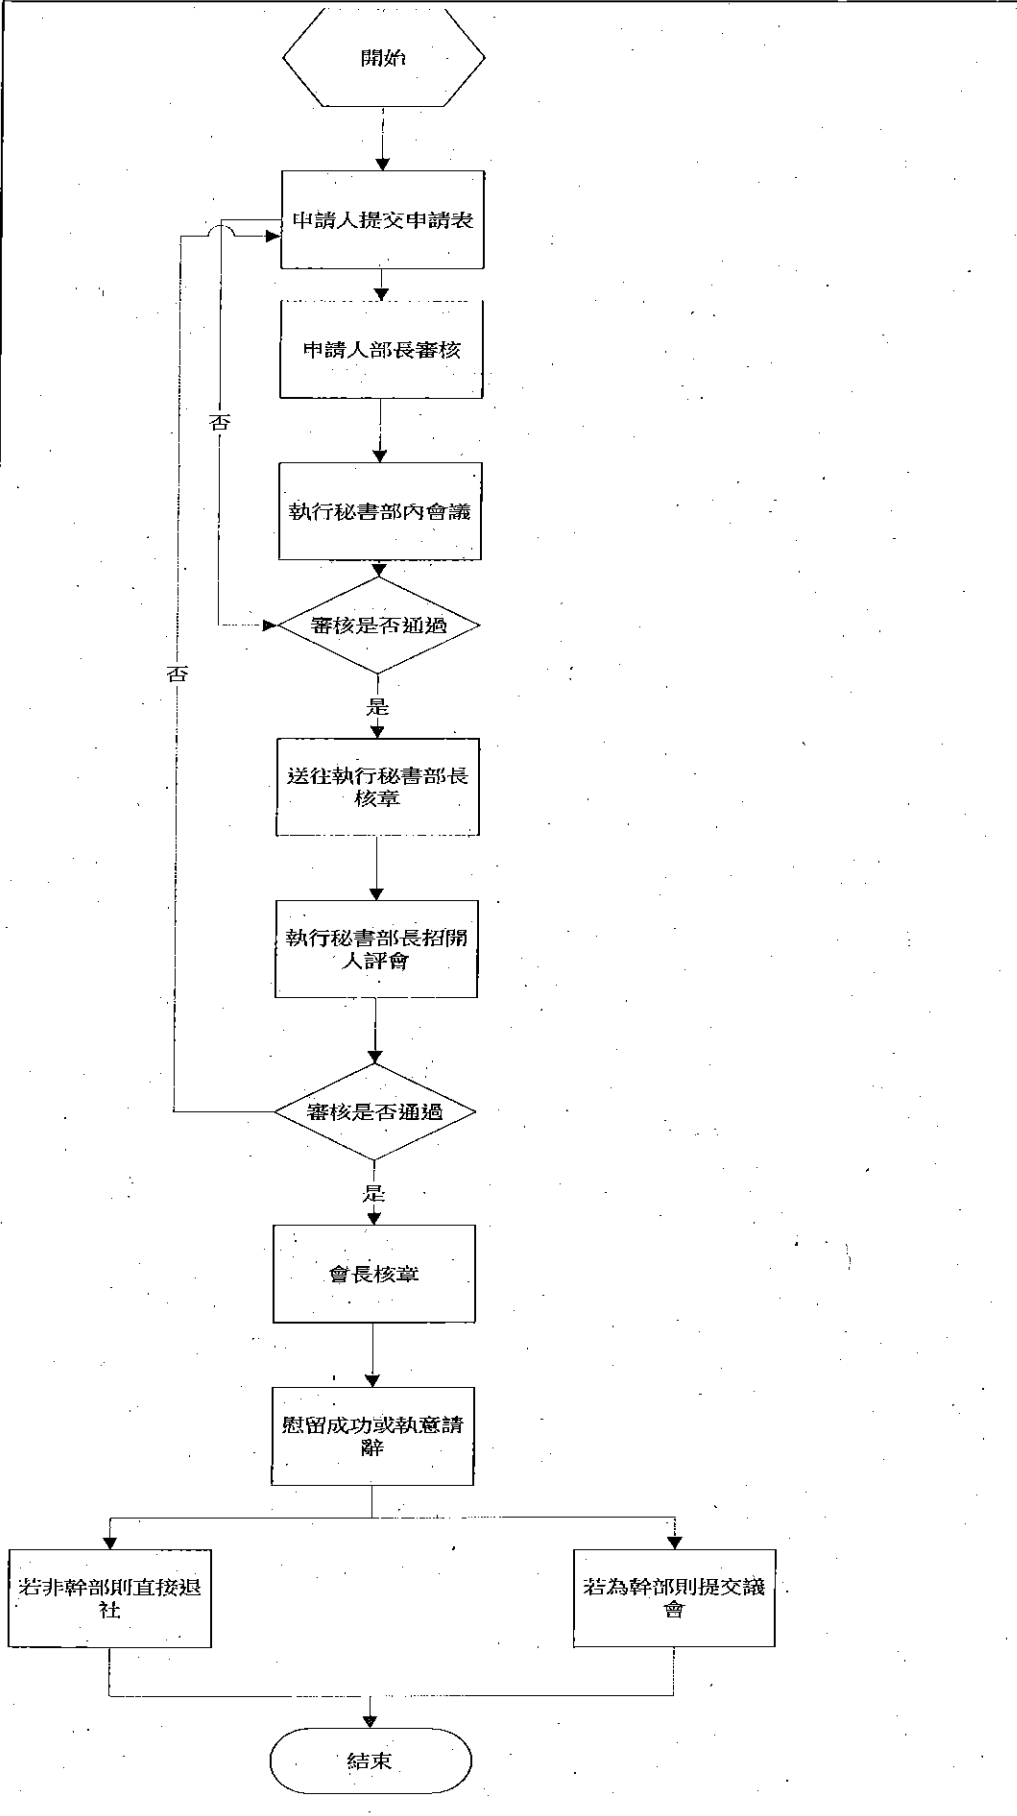 開始
申請人提交申請表
申請人部長審核
否
執行秘書部內會議
審核是否通過
否
是
送往執行秘書部長
核章
執行秘書部長招開
人評會
審核是否通過
是
會長核章
慰留成功或執意請
辭
若非幹部則直接退
社
若為幹部則提交議
會
結束